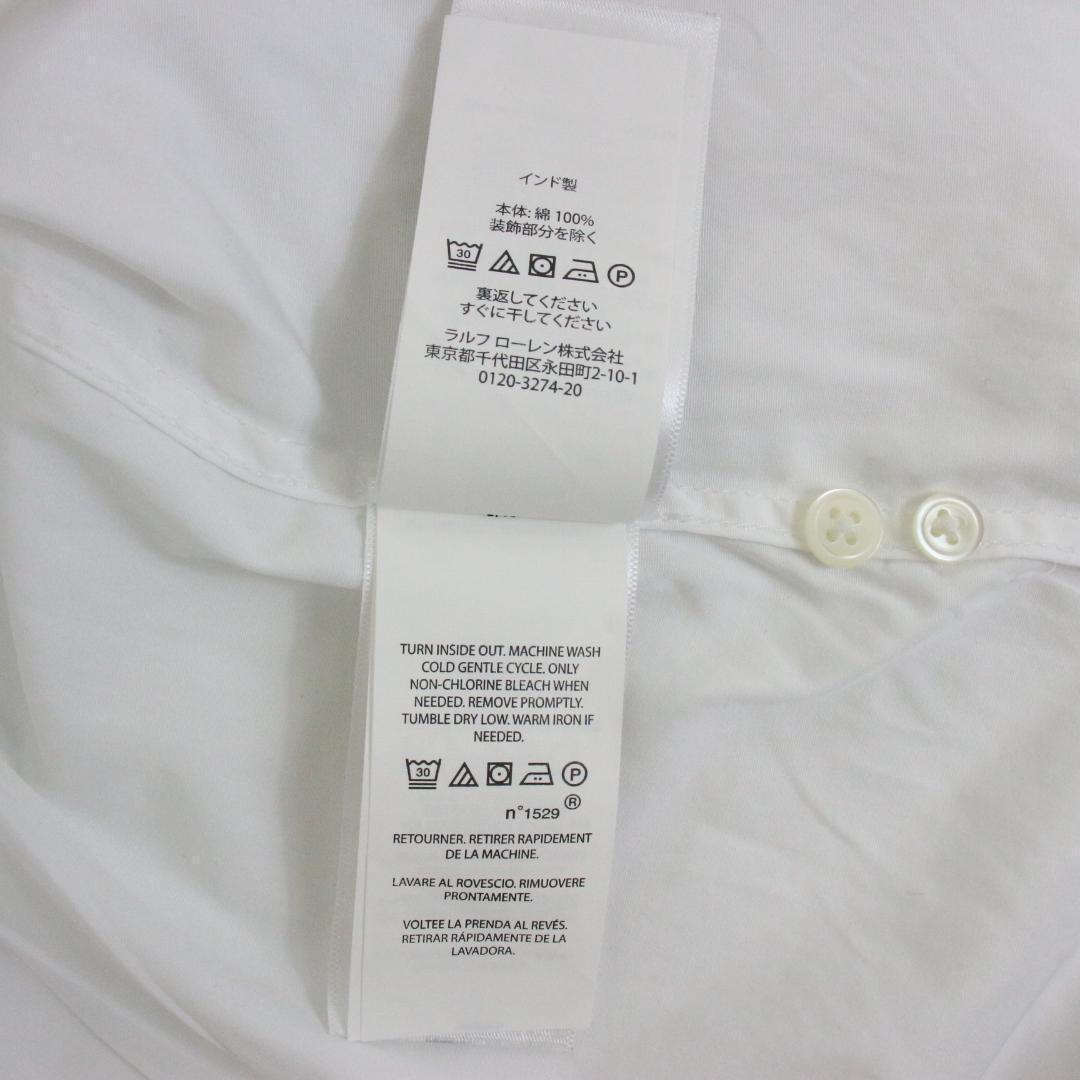 インド製
本体: 綿 100%
装飾部分を除く
30 P
裏返してください
すぐに干してください
ラルフ ローレン株式会社
東京都千代田区永田町2-10-1
0120-3274-20
TURN INSIDE OUT. MACHINE WASH
COLD GENTLE CYCLE. ONLY
NON-CHLORINE BLEACH WHEN
NEEDED. REMOVE PROMPTLY.
TUMBLE DRY LOW. WARM IRON IF
NEEDED.
30 P
n°1529 ®
RETOURNER. RETIRER RAPIDEMENT
DE LA MACHINE.
LAVARE AL ROVESCIO. RIMUOVERE
PRONTAMENTE.
VOLTEE LA PRENDA AL REVÉS.
RETIRAR RÁPIDAMENTE DE LA
LAVADORA.